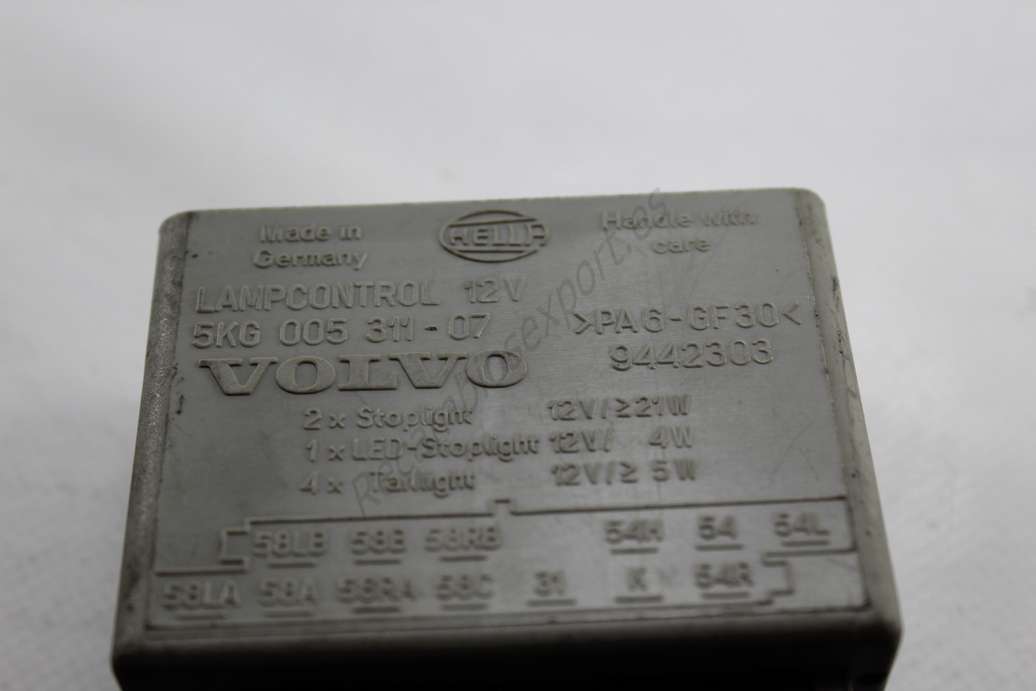 Made in Germany
HELLA
Handle with care
LAMPCONTROL 12V
5KG 005 311-07
>PA6-GF30<
VOLVO
9442303
2 x Stoplight 12V/≥21W
1 x LED-Stoplight 12V/ 4W
4 x Taillight 12V/≥ 5W
58LB 58B 58RB 54H 54 54L
58LA 58A 58RA 58C 31 K 54R